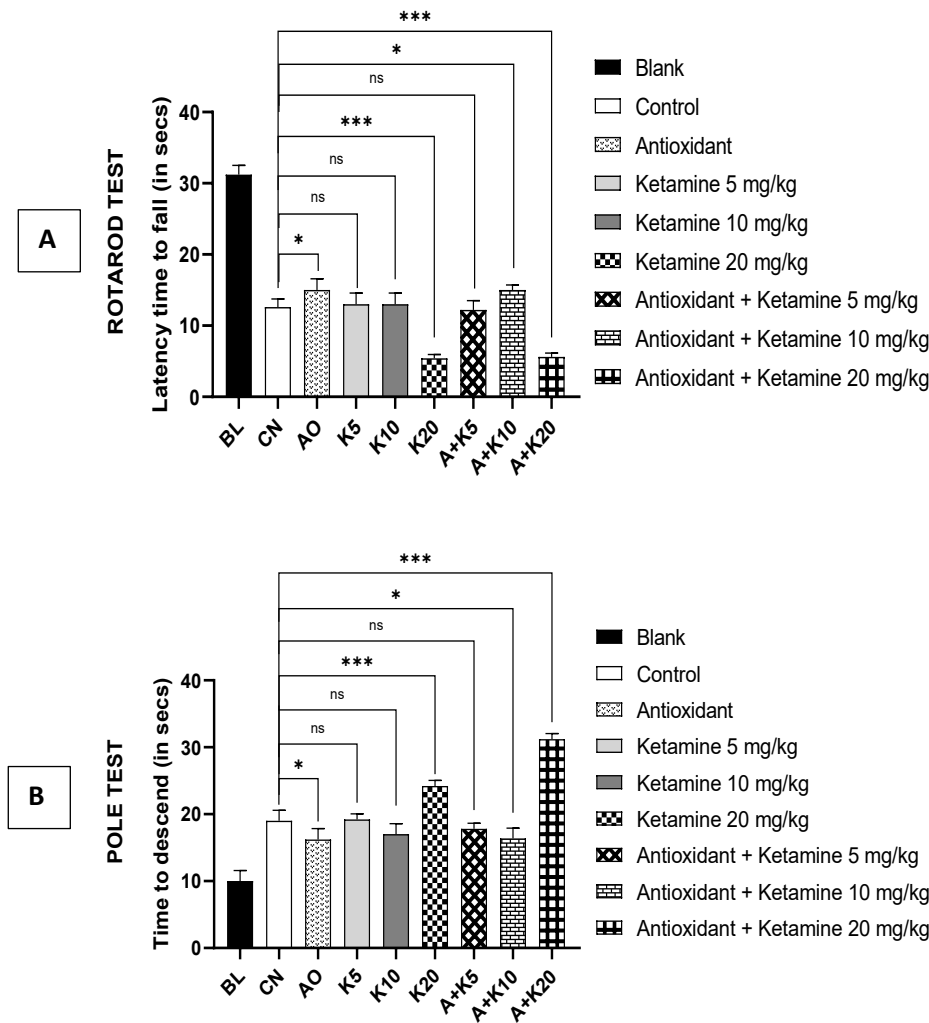 ***
*
ns
***
ns
ns
*
A
ROTAROD TEST
Latency time to fall (in secs)
40
30
20
10
0
BL
CN
AO
K5
K10
K20
A+K5
A+K10
A+K20
Blank
Control
Antioxidant
Ketamine 5 mg/kg
Ketamine 10 mg/kg
Ketamine 20 mg/kg
Antioxidant + Ketamine 5 mg/kg
Antioxidant + Ketamine 10 mg/kg
Antioxidant + Ketamine 20 mg/kg
***
*
ns
***
ns
ns
*
B
POLE TEST
Time to descend (in secs)
40
30
20
10
0
BL
CN
AO
K5
K10
K20
A+K5
A+K10
A+K20
Blank
Control
Antioxidant
Ketamine 5 mg/kg
Ketamine 10 mg/kg
Ketamine 20 mg/kg
Antioxidant + Ketamine 5 mg/kg
Antioxidant + Ketamine 10 mg/kg
Antioxidant + Ketamine 20 mg/kg